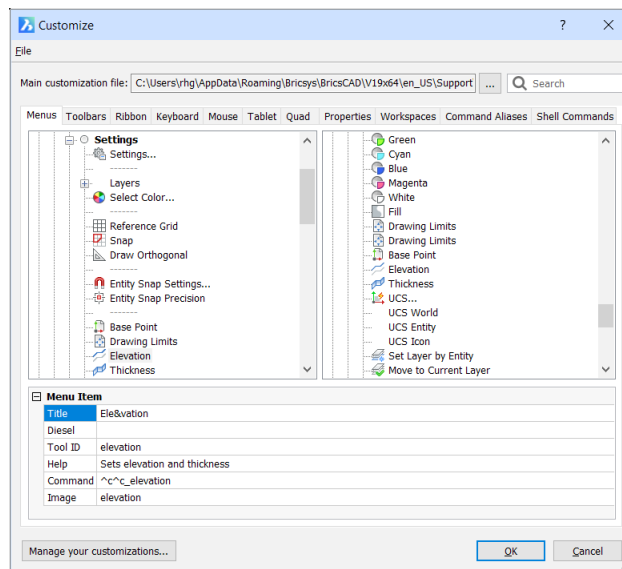 Customize
?
File
Main customization file: C:\Users\rhg\AppData\Roaming\Bricsys\BricsCAD\V19x64\en_US\Support ... Search
Menus Toolbars Ribbon Keyboard Mouse Tablet Quad Properties Workspaces Command Aliases Shell Commands
Settings
Settings...
-------
Layers
Select Color...
-------
Reference Grid
Snap
Draw Orthogonal
-------
Entity Snap Settings...
Entity Snap Precision
-------
Base Point
Drawing Limits
Elevation
Thickness
Green
Cyan
Blue
Magenta
White
Fill
Drawing Limits
Drawing Limits
Base Point
Elevation
Thickness
UCS...
UCS World
UCS Entity
UCS Icon
Set Layer by Entity
Move to Current Layer
Menu Item
Title Ele&vation
Diesel
Tool ID elevation
Help Sets elevation and thickness
Command ^c^c_elevation
Image elevation
Manage your customizations... OK Cancel